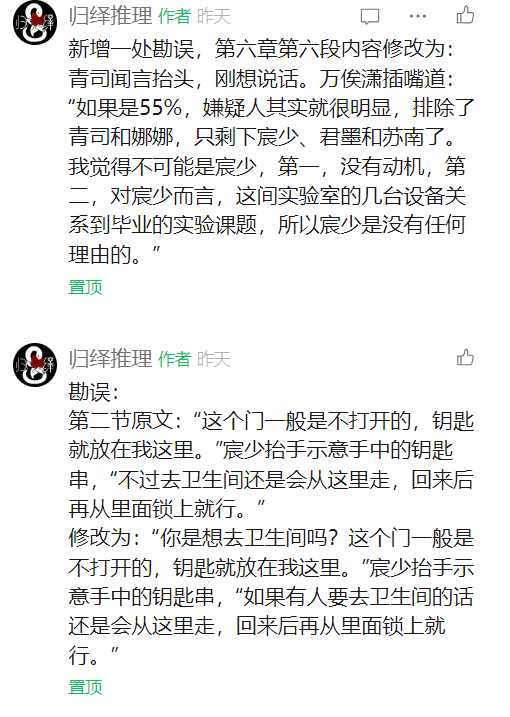 归绎推理 作者 昨天
新增一处勘误，第六章第六段内容修改为：
青司闻言抬头，刚想说话。万俟潇插嘴道：
“如果是55%，嫌疑人其实就很明显，排除了
青司和娜娜，只剩下宸少、君墨和苏南了。
我觉得不可能是宸少，第一，没有动机，第
二，对宸少而言，这间实验室的几台设备关
系到毕业的实验课题，所以宸少是没有任何
理由的。”
置顶
归绎推理 作者 昨天
勘误：
第二节原文：“这个门一般是不打开的，钥匙
就放在我这里。”宸少抬手示意手中的钥匙
串，“不过去卫生间还是会从这里走，回来后
再从里面锁上就行。”
修改为：“你是想去卫生间吗？这个门一般是
不打开的，钥匙就放在我这里。”宸少抬手示
意手中的钥匙串，“如果有人要去卫生间的话
还是会从这里走，回来后再从里面锁上就
行。”
置顶